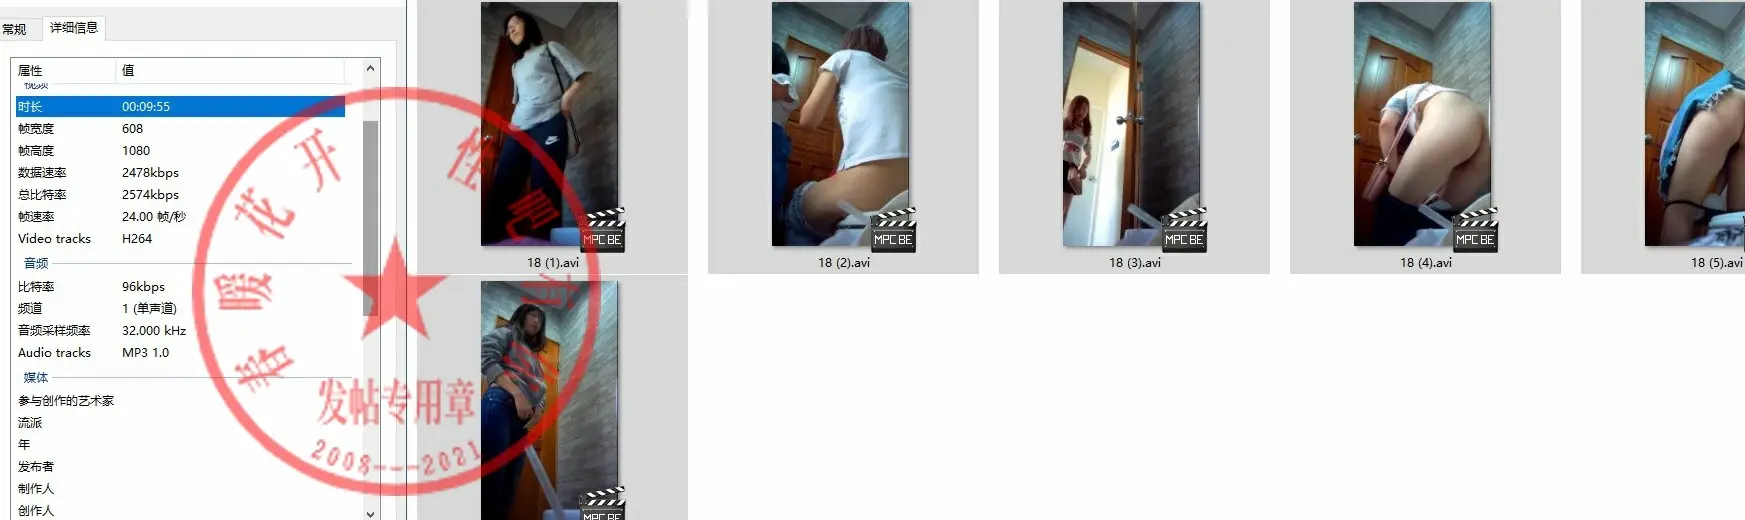 常规
详细信息
属性 值
视频
时长 00:09:55
帧宽度 608
帧高度 1080
数据速率 2478kbps
总比特率 2574kbps
帧速率 24.00 帧/秒
Video tracks H264
音频
比特率 96kbps
频道 1 (单声道)
音频采样频率 32.000 kHz
Audio tracks MP3 1.0
媒体
参与创作的艺术家
流派
年
发布者
制作人
创作人
春暖花开性吧有
发帖专用章
2008---2021
MPC BE
MPC BE
MPC BE
MPC BE
18 (1).avi
18 (2).avi
18 (3).avi
18 (4).avi
18 (5).avi
MPC BE